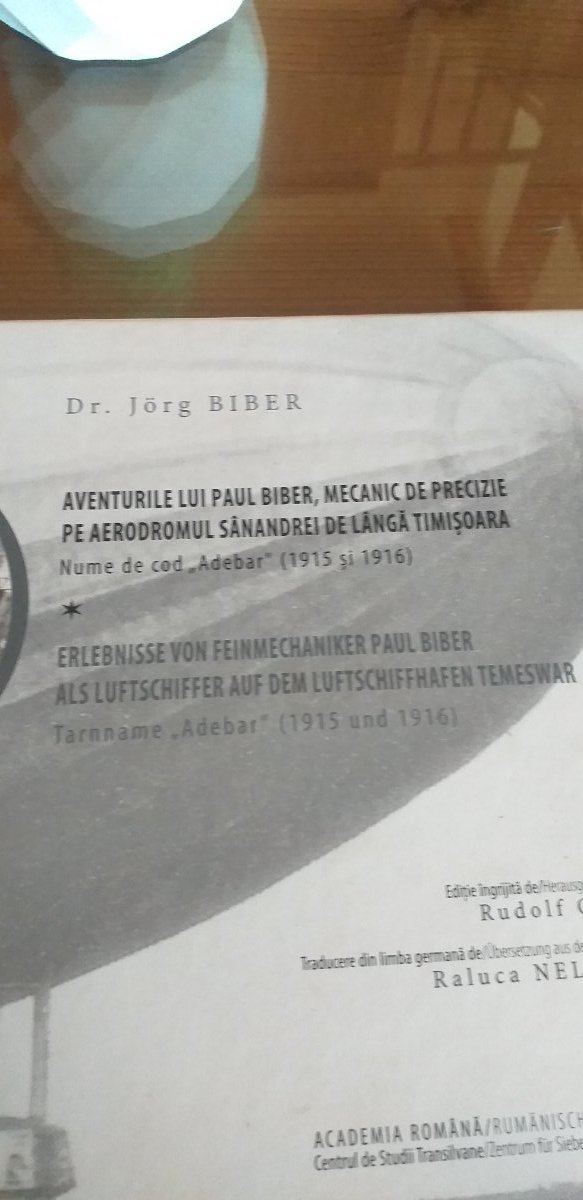 Dr. Jörg BIBER
AVENTURILE LUI PAUL BIBER, MECANIC DE PRECIZIE
PE AERODROMUL SÂNANDREI DE LÂNGĂ TIMIȘOARA
Nume de cod „Adebar” (1915 și 1916)
*
ERLEBNISSE VON FEINMECHANIKER PAUL BIBER
ALS LUFTSCHIFFER AUF DEM LUFTSCHIFFHAFEN TEMESWAR
Tarnname „Adebar” (1915 und 1916)
Ediție îngrijită de/Herausg
Rudolf
Traducere din limba germană de/Übersetzung aus de
Raluca NEL
ACADEMIA ROMÂNĂ/RUMÄNISCH
Centrul de Studii Transilvane/Zentrum für Siebe